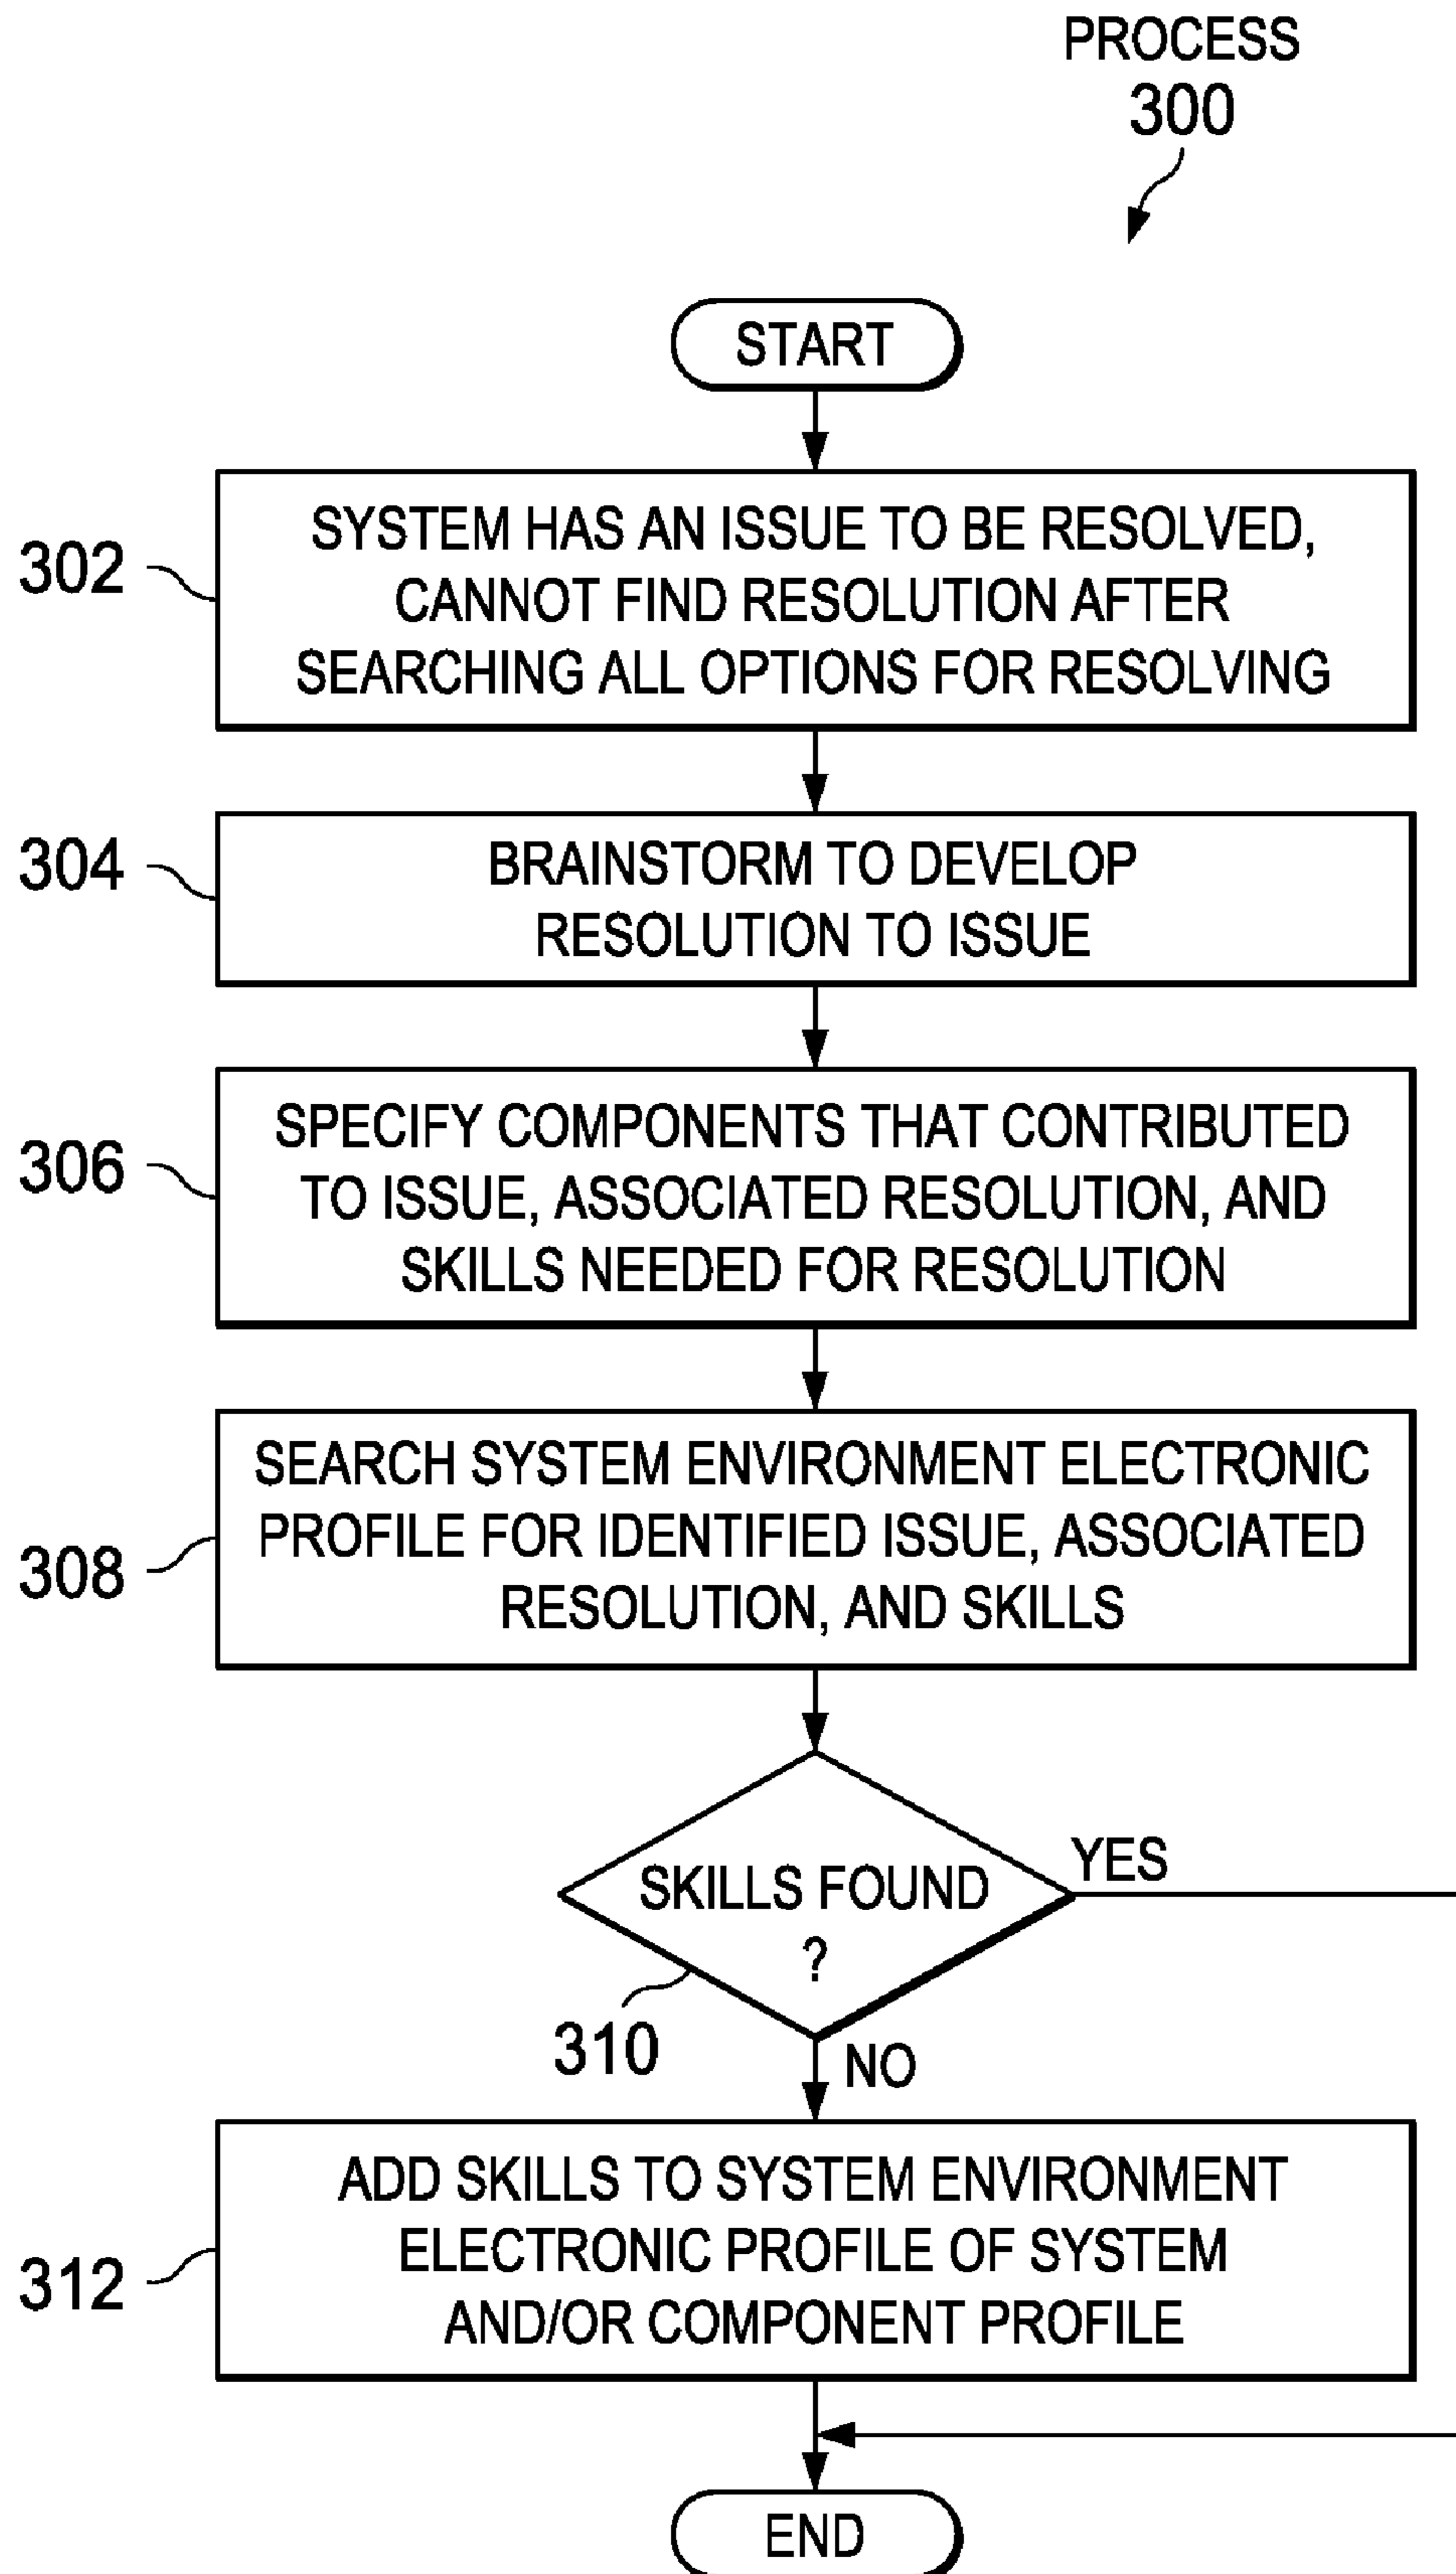 PROCESS
300
START
302
SYSTEM HAS AN ISSUE TO BE RESOLVED,
CANNOT FIND RESOLUTION AFTER
SEARCHING ALL OPTIONS FOR RESOLVING
304
BRAINSTORM TO DEVELOP
RESOLUTION TO ISSUE
306
SPECIFY COMPONENTS THAT CONTRIBUTED
TO ISSUE, ASSOCIATED RESOLUTION, AND
SKILLS NEEDED FOR RESOLUTION
308
SEARCH SYSTEM ENVIRONMENT ELECTRONIC
PROFILE FOR IDENTIFIED ISSUE, ASSOCIATED
RESOLUTION, AND SKILLS
SKILLS FOUND
?
YES
310
NO
312
ADD SKILLS TO SYSTEM ENVIRONMENT
ELECTRONIC PROFILE OF SYSTEM
AND/OR COMPONENT PROFILE
END